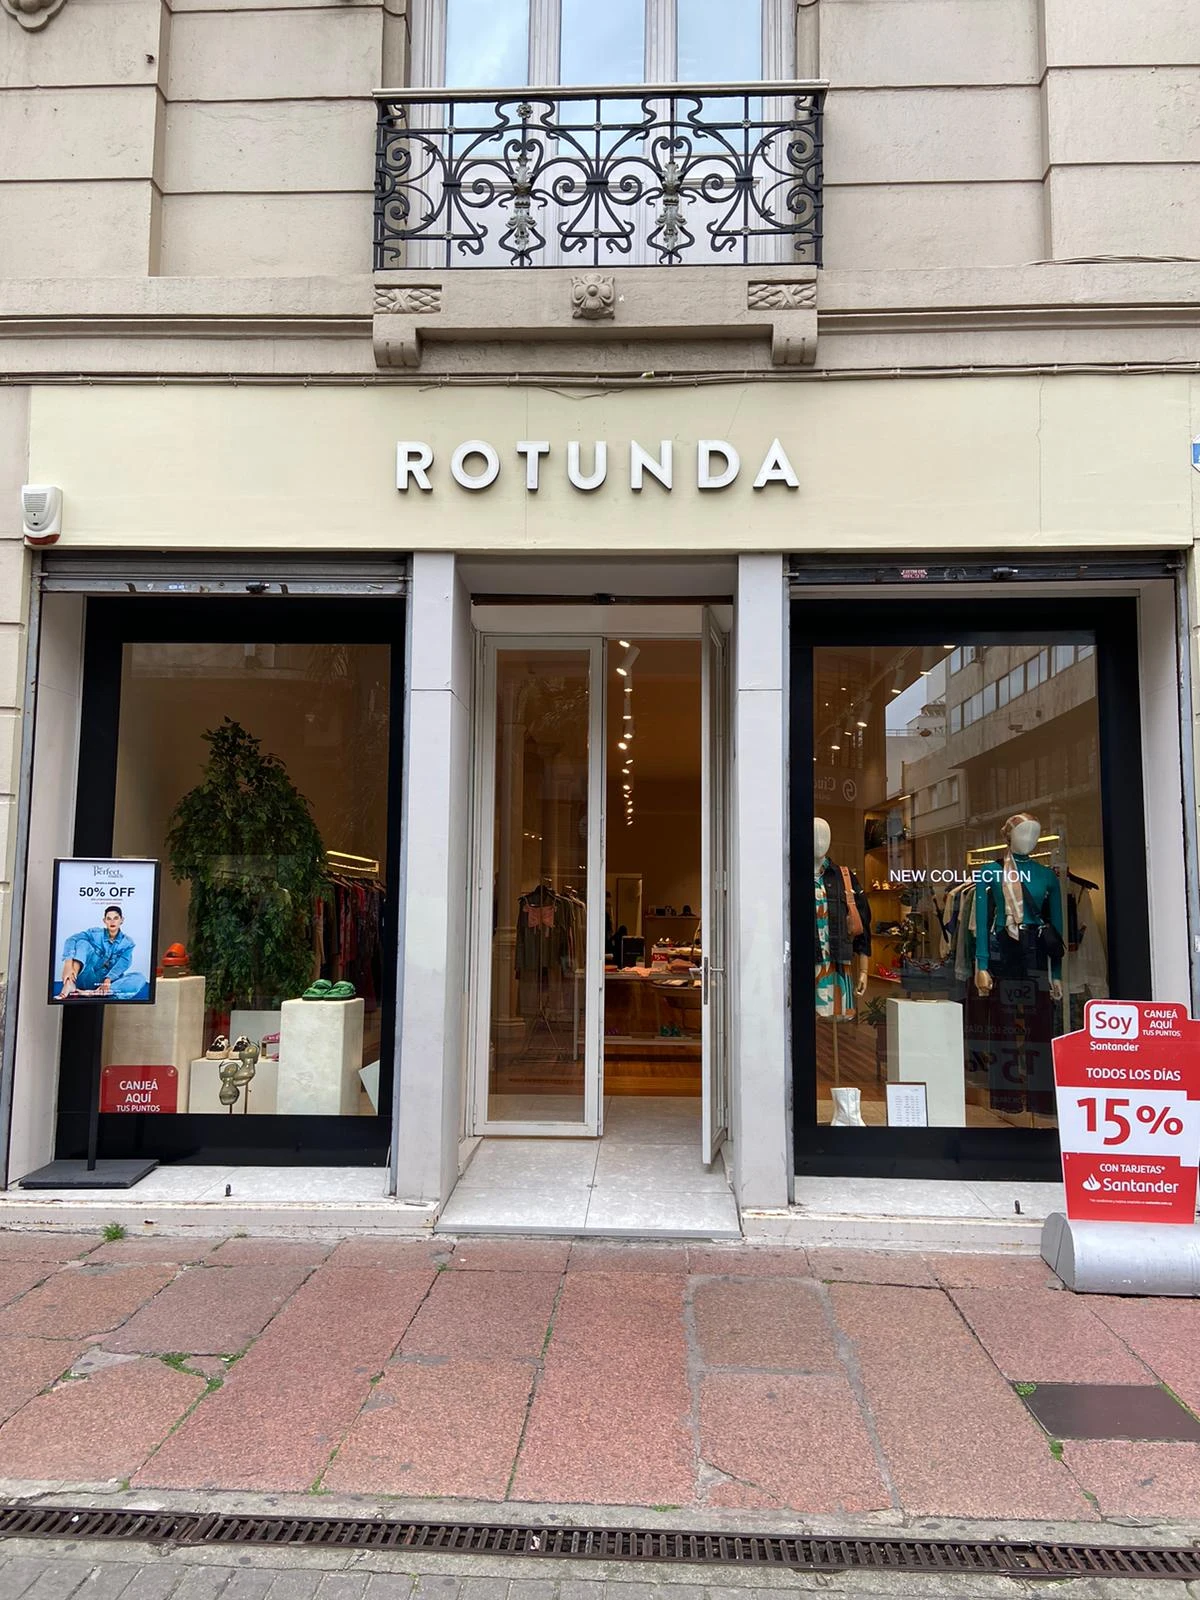 ROTUNDA
The
perfect
match
50% OFF
CANJEÁ
AQUÍ
TUS PUNTOS
NEW COLLECTION
Soy
Santander
CANJEÁ
AQUÍ
TUS PUNTOS
TODOS LOS DÍAS
15%
CON TARJETAS*
Santander